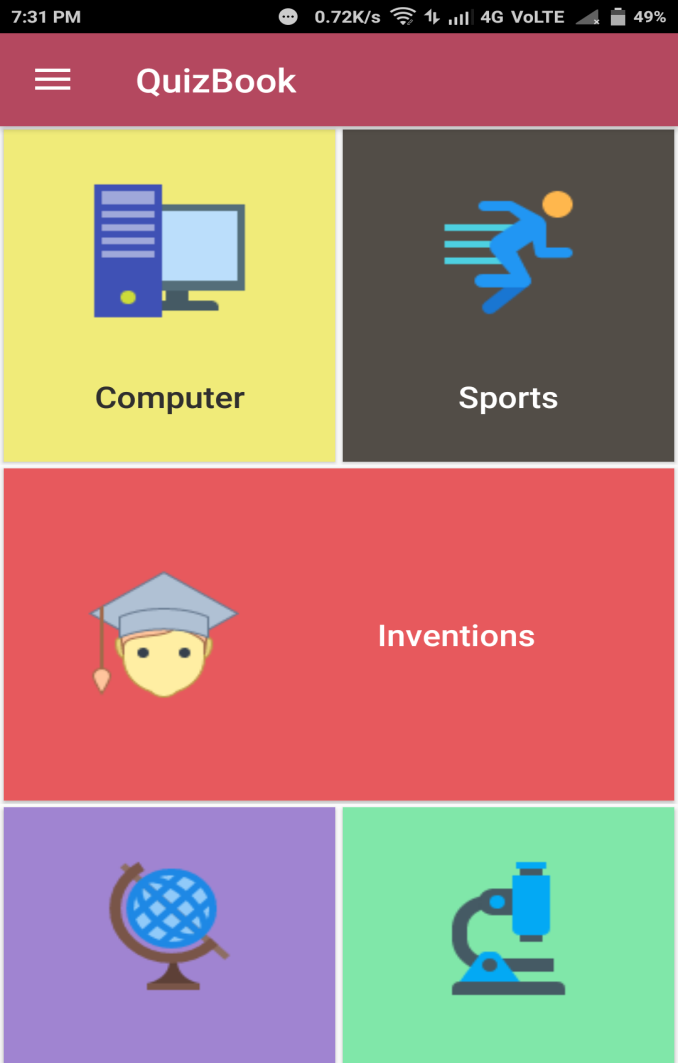 7:31 PM 0.72K/s 4G VoLTE 49%
QuizBook
Computer Sports
Inventions